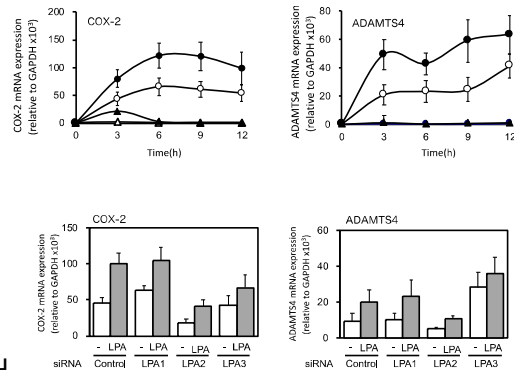 COX-2
COX-2 mRNA expression
(relative to GAPDH x10³)
200
150
100
50
0
0 3 6 9 12
Time(h)
ADAMTS4
ADAMTS4 mRNA expression
(relative to GAPDH x10³)
80
60
40
20
0
0 3 6 9 12
Time(h)
COX-2
COX-2 mRNA expression
(relative to GAPDH x10³)
150
100
50
0
- LPA - LPA - LPA - LPA
siRNA Control LPA1 LPA2 LPA3
ADAMTS4
ADAMTS4 mRNA expression
(relative to GAPDH x10³)
60
40
20
0
- LPA - LPA - LPA - LPA
siRNA Control LPA1 LPA2 LPA3